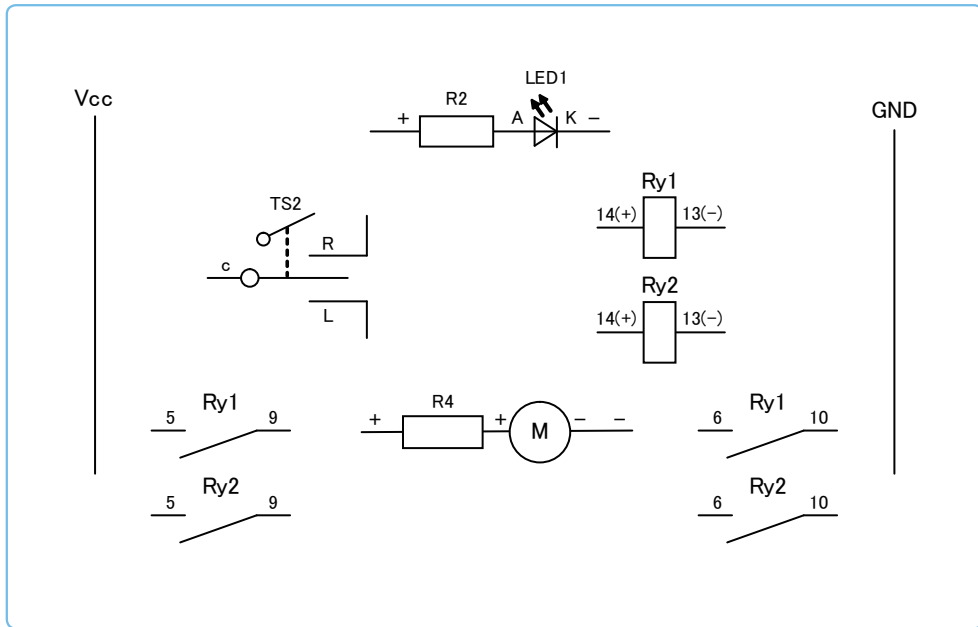 LED1
Vcc
R2
GND
+
A
K
−
Ry1
TS2
14(+)
13(−)
R
c
Ry2
L
14(+)
13(−)
Ry1
R4
Ry1
5
9
+
+
M
−
−
6
10
Ry2
Ry2
5
9
6
10